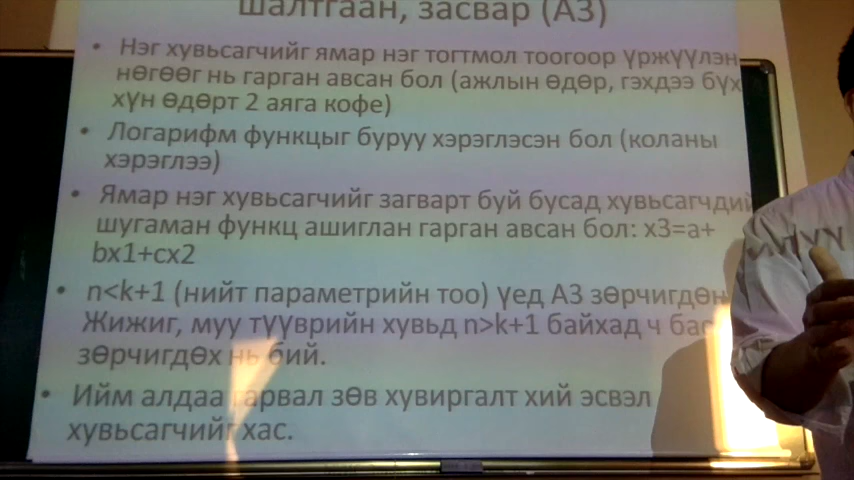 шалтгаан, засвар (А3)
• Нэг хувьсагчийг ямар нэг тогтмол тоогоор үржүүлэн
нөгөөг нь гарган авсан бол (ажлын өдөр, гэхдээ бүх
хүн өдөрт 2 аяга кофе)
• Логарифм функцыг буруу хэрэглэсэн бол (коланы
хэрэглээ)
• Ямар нэг хувьсагчийг загварт буй бусад хувьсагчдий
шугаман функц ашиглан гарган авсан бол: x3=a+
bx1+cx2
• n<k+1 (нийт параметрийн тоо) үед А3 зөрчигдөн
Жижиг, муу түүврийн хувьд n>k+1 байхад ч бас
зөрчигдөх нь бий.
• Ийм алдаа гарвал зөв хувиргалт хий эсвэл
хувьсагчийг хас.